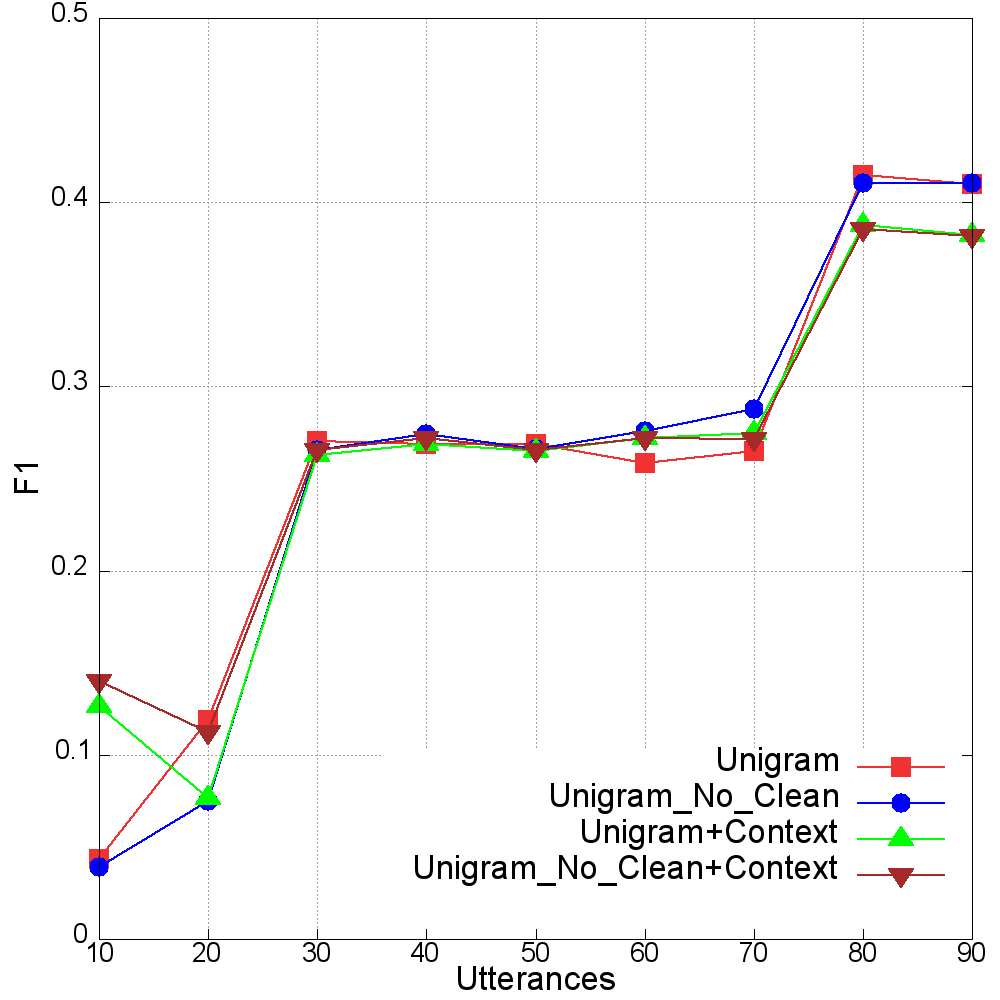 0.5
0.4
0.3
0.2
0.1
0
F1
Unigram
Unigram_No_Clean
Unigram+Context
Unigram_No_Clean+Context
10 20 30 40 50 60 70 80 90
Utterances